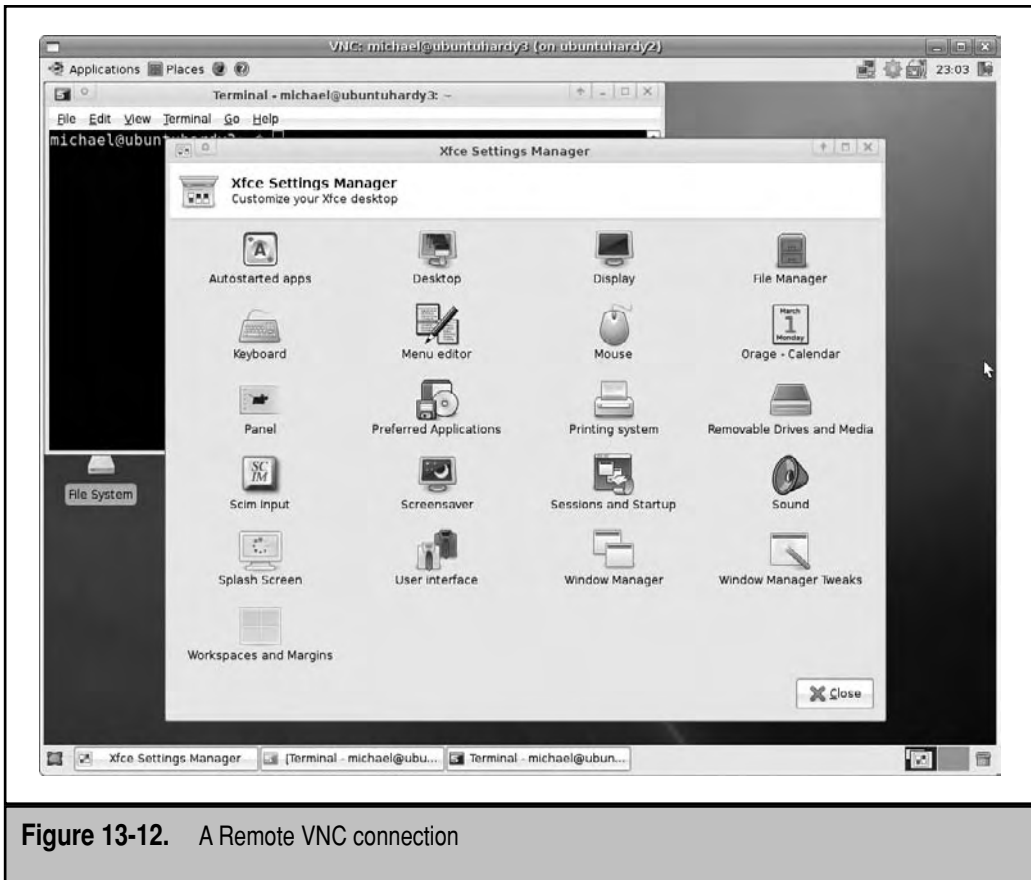 VNC: michael@ubuntuhardy3 (on ubuntuhardy2)
Applications Places 23:03
Terminal - michael@ubuntuhardy3: ~
File Edit View Terminal Go Help
michael@ubun
Xfce Settings Manager
Xfce Settings Manager
Customize your Xfce desktop
Autostarted apps Desktop Display File Manager
March
1
Monday
Keyboard Menu editor Mouse Orage - Calendar
Panel Preferred Applications Printing system Removable Drives and Media
SC
IM
File System
Scim Input Screensaver Sessions and Startup Sound
Splash Screen User interface Window Manager Window Manager Tweaks
Workspaces and Margins
Close
Xfce Settings Manager [Terminal - michael@ubu... Terminal - michael@ubun...
Figure 13-12. A Remote VNC connection